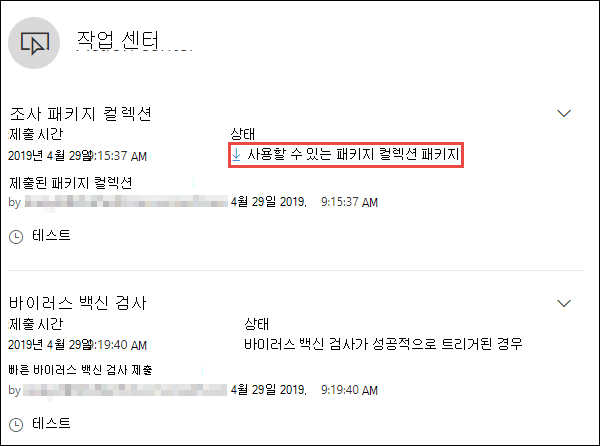 작업 센터
조사 패키지 컬렉션
제출 시간 상태
2019년 4월 29일 9:15:37 AM 사용할 수 있는 패키지 컬렉션 패키지
제출된 패키지 컬렉션
by 4월 29일 2019, 9:15:37 AM
테스트
바이러스 백신 검사
제출 시간 상태
2019년 4월 29일 9:19:40 AM 바이러스 백신 검사가 성공적으로 트리거된 경우
빠른 바이러스 백신 검사 제출
by 4월 29일 2019, 9:19:40 AM
테스트